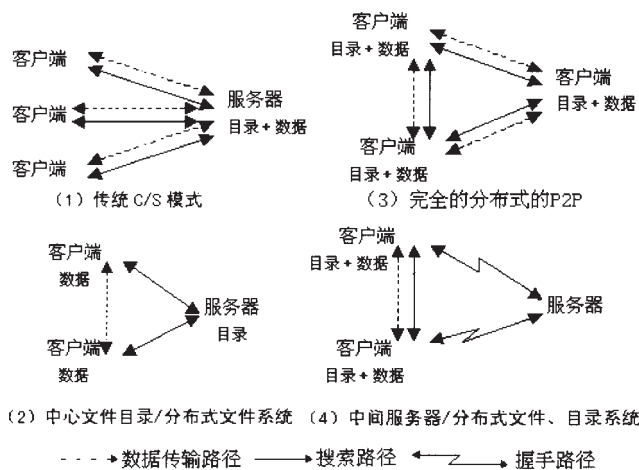 客户端
客户端
客户端
服务器
目录+数据
(1) 传统 C/S 模式
客户端
目录+数据
客户端
目录+数据
客户端
目录+数据
(3) 完全的分布式的P2P
客户端
数据
客户端
数据
服务器
目录
(2) 中心文件目录/分布式文件系统
客户端
目录+数据
客户端
目录+数据
服务器
(4) 中间服务器/分布式文件、目录系统
数据传输路径 搜索路径 握手路径